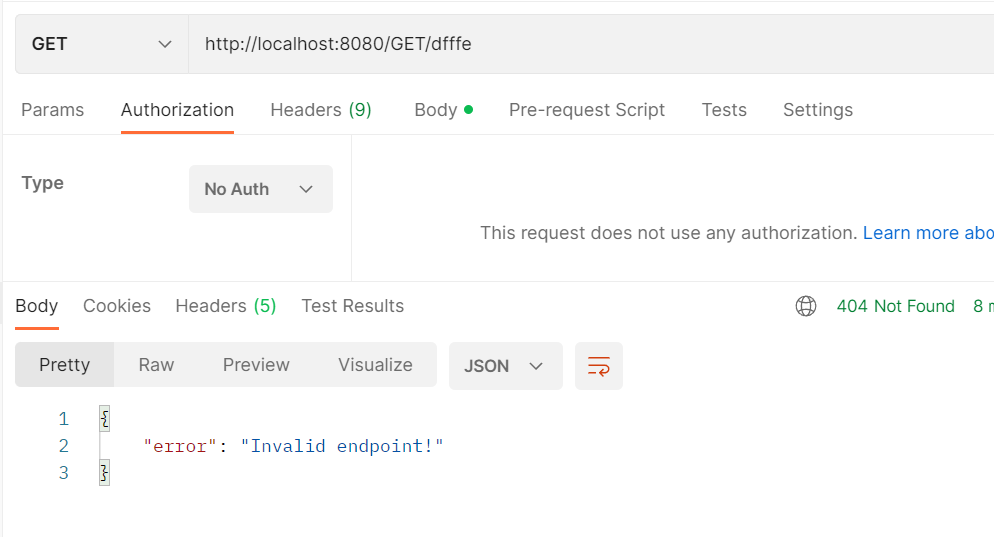 GET http://localhost:8080/GET/dfffe
Params Authorization Headers (9) Body Pre-request Script Tests Settings
Type No Auth
This request does not use any authorization. Learn more abo
Body Cookies Headers (5) Test Results 404 Not Found 8 m
Pretty Raw Preview Visualize JSON
1 {
2 "error": "Invalid endpoint!"
3 }